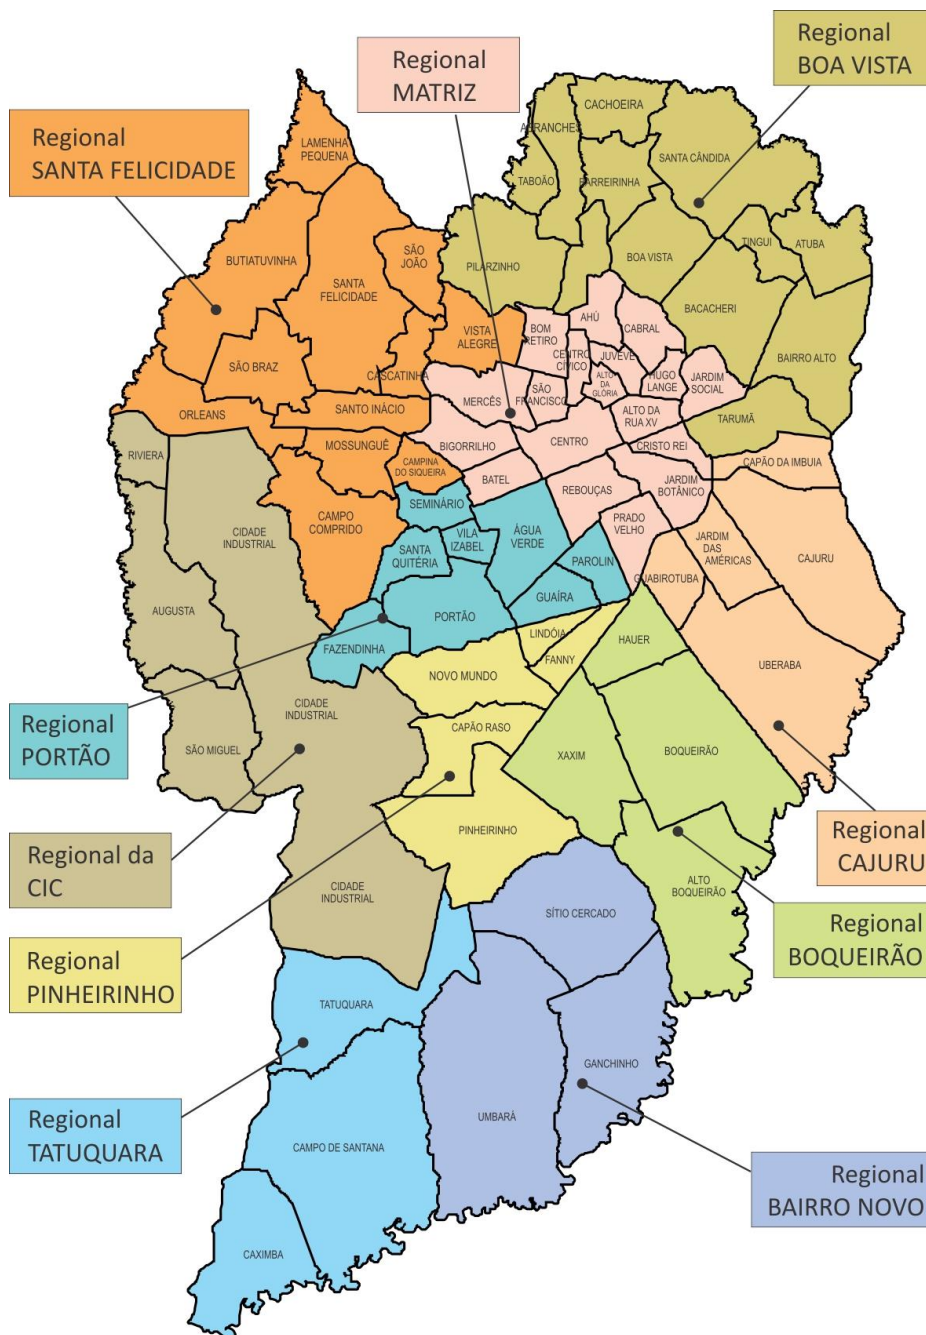 Regional
BOA VISTA
Regional
MATRIZ
Regional
SANTA FELICIDADE
CACHOEIRA
ABRANCHES
LAMENHA
PEQUENA
SANTA CÂNDIDA
TABOÃO
BARREIRINHA
SÃO
JOÃO
TINGUI
ATUBA
BUTIATUVINHA
BOA VISTA
PILARZINHO
SANTA
FELICIDADE
BACACHERI
AHÚ
CABRAL
VISTA
ALEGRE
BOM
RETIRO
CENTRO
CÍVICO
JUVEVÊ
BAIRRO ALTO
SÃO BRAZ
CASCATINHA
ALTO
DA
GLÓRIA
HUGO
LANGE
JARDIM
SOCIAL
MERCÊS
SÃO
FRANCISCO
ORLEANS
SANTO INÁCIO
ALTO DA
RUA XV
TARUMÃ
RIVIERA
MOSSUNGUÊ
BIGORRILHO
CENTRO
CRISTO REI
CAMPINA
DO SIQUEIRA
CAPÃO DA IMBUIA
BATEL
REBOUÇAS
JARDIM
BOTÂNICO
SEMINÁRIO
CAMPO
COMPRIDO
CIDADE
INDUSTRIAL
VILA
IZABEL
ÁGUA
VERDE
PRADO
VELHO
SANTA
QUITÉRIA
PAROLIN
JARDIM
DAS
AMÉRICAS
CAJURU
GUABIROTUBA
GUAÍRA
AUGUSTA
PORTÃO
LINDÓIA
HAUER
FAZENDINHA
FANNY
UBERABA
NOVO MUNDO
CIDADE
INDUSTRIAL
Regional
PORTÃO
SÃO MIGUEL
CAPÃO RASO
XAXIM
BOQUEIRÃO
PINHEIRINHO
Regional
CAJURU
Regional da
CIC
CIDADE
INDUSTRIAL
ALTO
BOQUEIRÃO
SÍTIO CERCADO
Regional
BOQUEIRÃO
Regional
PINHEIRINHO
TATUQUARA
GANCHINHO
Regional
TATUQUARA
UMBARÁ
CAMPO DE SANTANA
Regional
BAIRRO NOVO
CAXIMBA